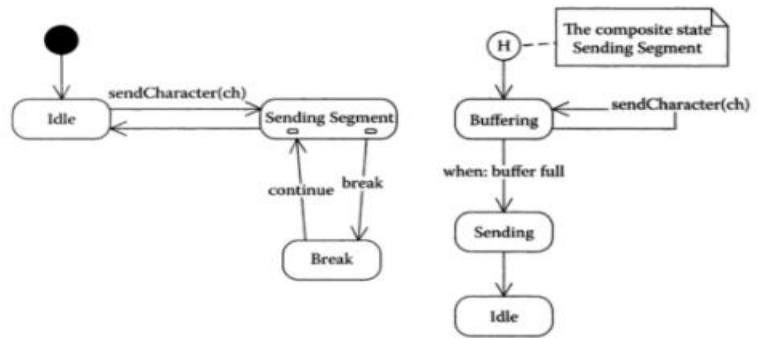 H
The composite state
Sending Segment
sendCharacter(ch)
Idle
Sending Segment
Buffering
sendCharacter(ch)
when: buffer full
continue
break
Sending
Break
Idle